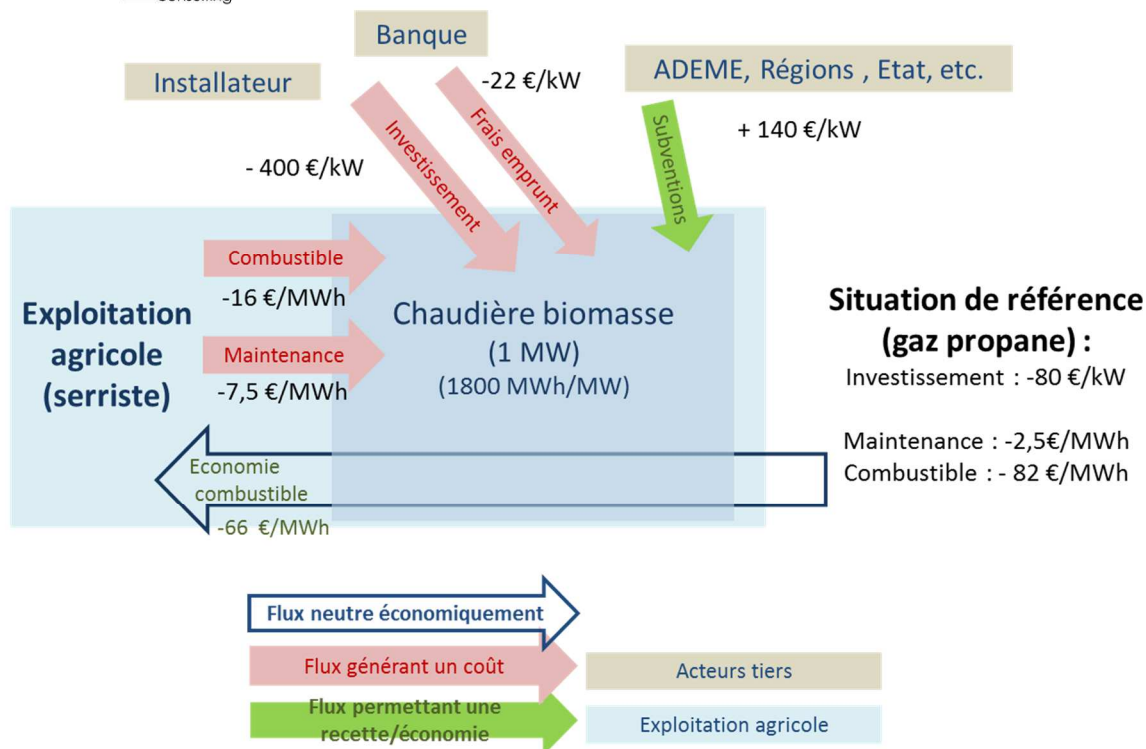 Consulting
Banque
Installateur
-22 €/kW
ADEME, Régions , Etat, etc.
+ 140 €/kW
- 400 €/kW
Investissement
Frais emprunt
Subventions
Combustible
-16 €/MWh
Maintenance
-7,5 €/MWh
Exploitation
agricole
(serriste)
Chaudière biomasse
(1 MW)
(1800 MWh/MW)
Situation de référence
(gaz propane) :
Investissement : -80 €/kW
Maintenance : -2,5€/MWh
Combustible : - 82 €/MWh
Economie
combustible
-66 €/MWh
Flux neutre économiquement
Flux générant un coût
Flux permettant une
recette/économie
Acteurs tiers
Exploitation agricole